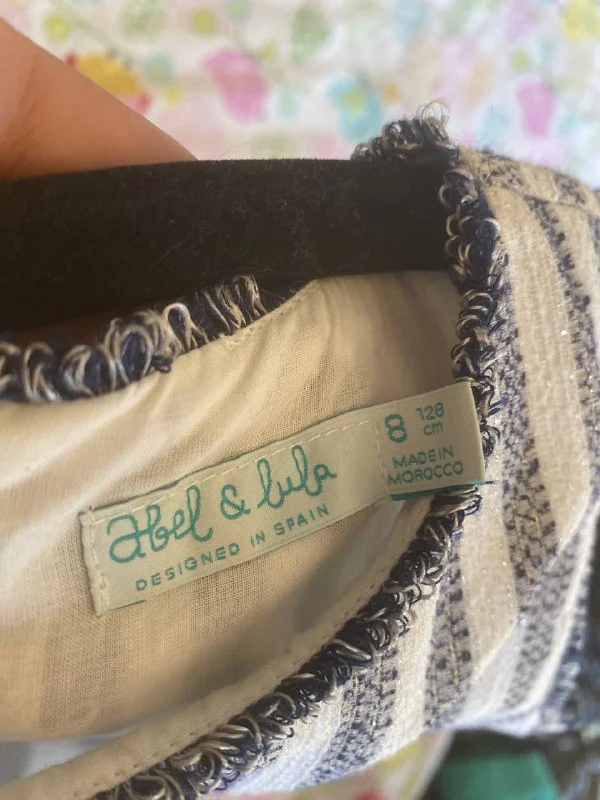 abel & lula
DESIGNED IN SPAIN
8 128 cm
MADE IN
MOROCCO